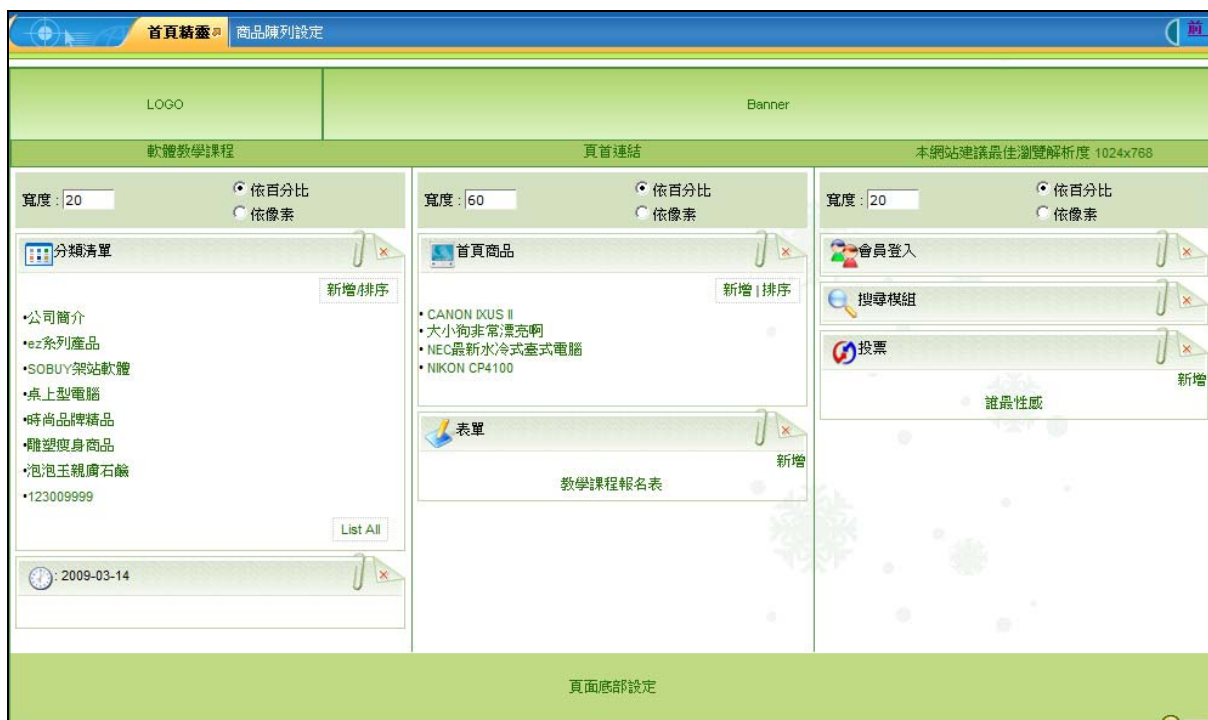 首頁精靈 商品陳列設定
前
LOGO
Banner
軟體教學課程
頁首連結
本網站建議最佳瀏覽解析度 1024x768
寬度 : 20
依百分比
依像素
分類清單
新增/排序
•公司簡介
•ez系列產品
•SOBUY架站軟體
•桌上型電腦
•時尚品牌精品
•雕塑瘦身商品
•泡泡玉親膚石鹼
•123009999
List All
: 2009-03-14
寬度 : 60
依百分比
依像素
首頁商品
新增 | 排序
• CANON IXUS II
• 大小狗非常漂亮啊
• NEC最新水冷式臺式電腦
• NIKON CP4100
表單
新增
教學課程報名表
寬度 : 20
依百分比
依像素
會員登入
搜尋模組
投票
新增
誰最性感
頁面底部設定